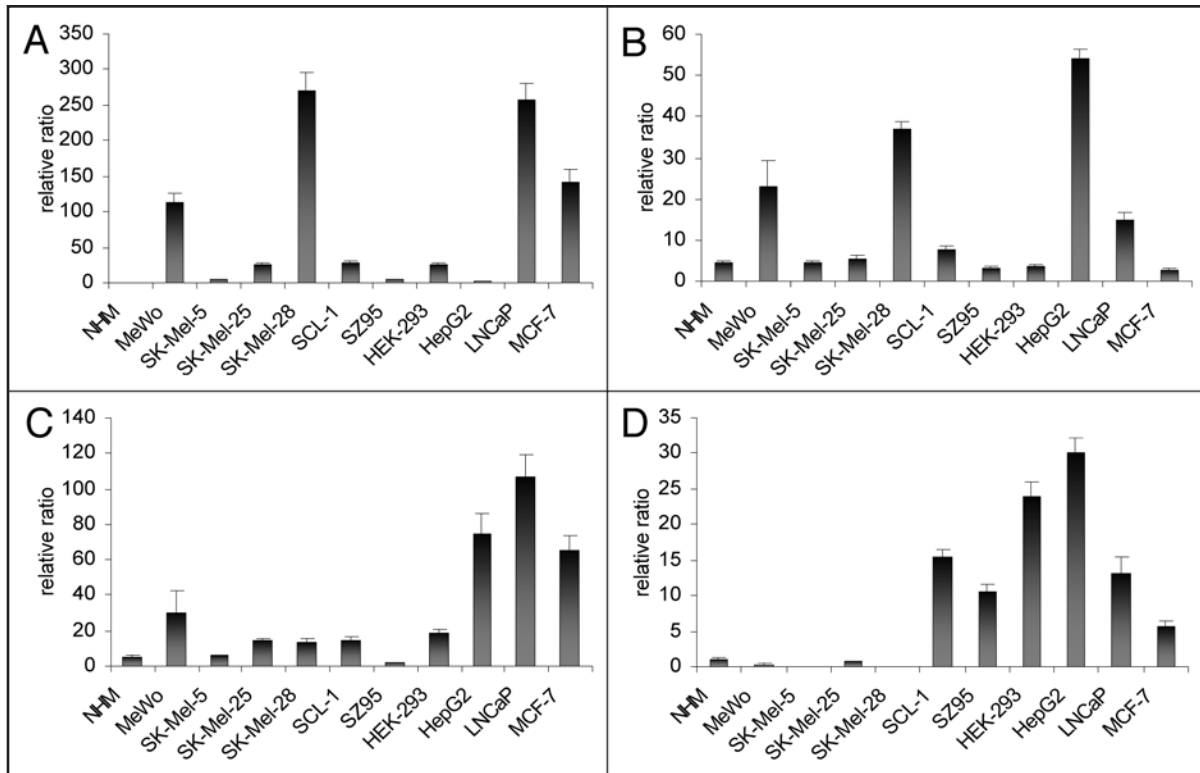 A
relative ratio
350
300
250
200
150
100
50
0
NHM
MeWo
SK-Mel-5
SK-Mel-25
SK-Mel-28
SCL-1
SZ95
HEK-293
HepG2
LNCaP
MCF-7
B
relative ratio
60
50
40
30
20
10
0
NHM
MeWo
SK-Mel-5
SK-Mel-25
SK-Mel-28
SCL-1
SZ95
HEK-293
HepG2
LNCaP
MCF-7
C
relative ratio
140
120
100
80
60
40
20
0
NHM
MeWo
SK-Mel-5
SK-Mel-25
SK-Mel-28
SCL-1
SZ95
HEK-293
HepG2
LNCaP
MCF-7
D
relative ratio
35
30
25
20
15
10
5
0
NHM
MeWo
SK-Mel-5
SK-Mel-25
SK-Mel-28
SCL-1
SZ95
HEK-293
HepG2
LNCaP
MCF-7